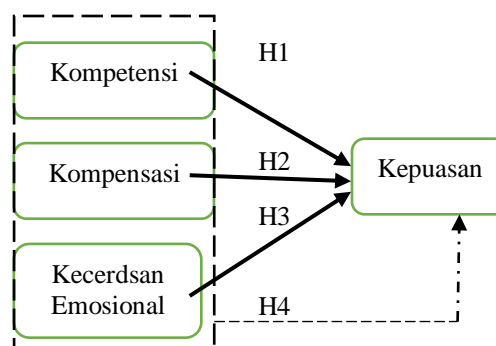 Kompetensi
H1
Kompensasi
H2
Kepuasan
H3
Kecerdsan
Emosional
H4